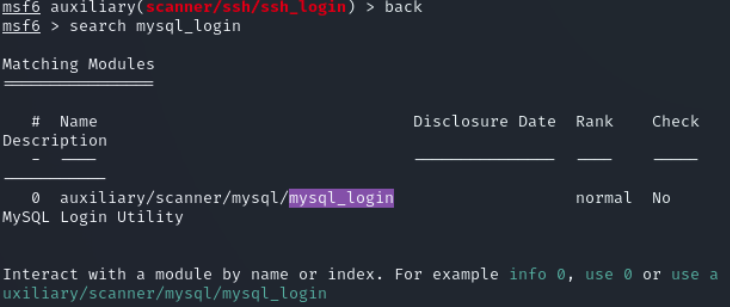 msf6 auxiliary(scanner/ssh/ssh_login) > back
msf6 > search mysql_login
Matching Modules
================
#  Name                                Disclosure Date  Rank    Check
Description
-  ----                                ---------------  ----    -----
-----------
0  auxiliary/scanner/mysql/mysql_login                   normal  No
MySQL Login Utility
Interact with a module by name or index. For example info 0, use 0 or use a
uxiliary/scanner/mysql/mysql_login